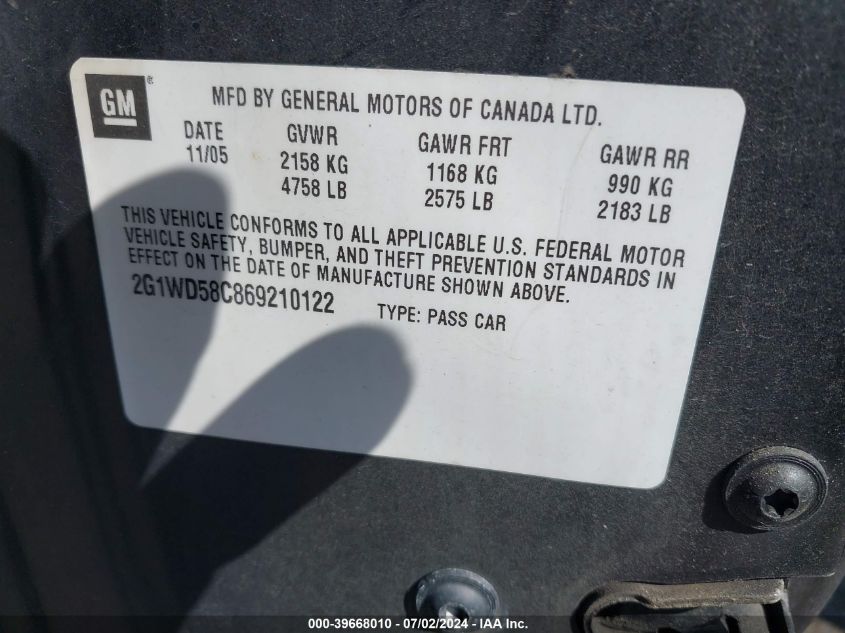 GM
MFD BY GENERAL MOTORS OF CANADA LTD.
DATE GVWR GAWR FRT GAWR RR
11/05 2158 KG 1168 KG 990 KG
4758 LB 2575 LB 2183 LB
THIS VEHICLE CONFORMS TO ALL APPLICABLE U.S. FEDERAL MOTOR
VEHICLE SAFETY, BUMPER, AND THEFT PREVENTION STANDARDS IN
EFFECT ON THE DATE OF MANUFACTURE SHOWN ABOVE.
2G1WD58C869210122 TYPE: PASS CAR
000-39668010 - 07/02/2024 - IAA Inc.